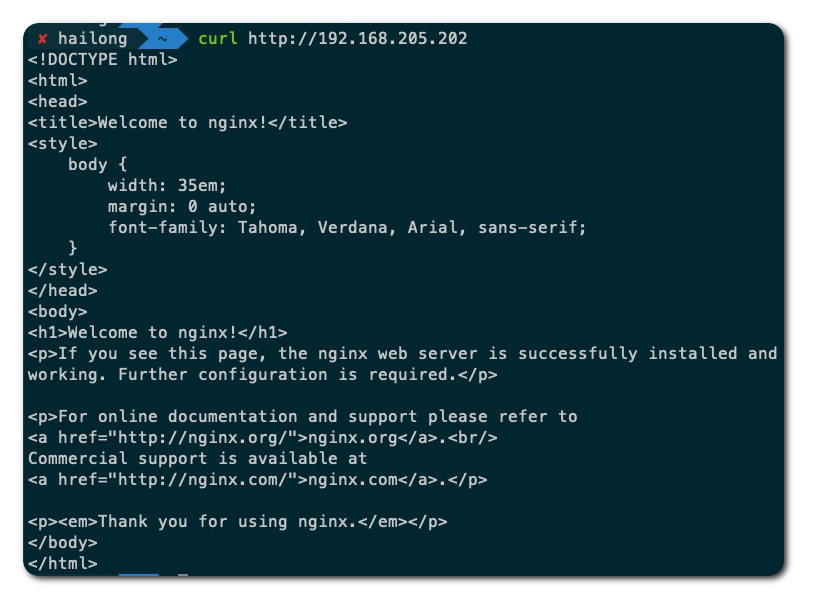 ✘ hailong ~ curl http://192.168.205.202
<!DOCTYPE html>
<html>
<head>
<title>Welcome to nginx!</title>
<style>
    body {
        width: 35em;
        margin: 0 auto;
        font-family: Tahoma, Verdana, Arial, sans-serif;
    }
</style>
</head>
<body>
<h1>Welcome to nginx!</h1>
<p>If you see this page, the nginx web server is successfully installed and
working. Further configuration is required.</p>

<p>For online documentation and support please refer to
<a href="http://nginx.org/">nginx.org</a>.<br/>
Commercial support is available at
<a href="http://nginx.com/">nginx.com</a>.</p>

<p><em>Thank you for using nginx.</em></p>
</body>
</html>